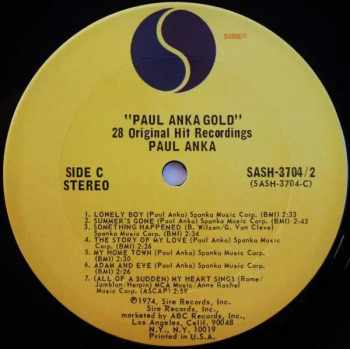 "PAUL ANKA GOLD"
28 Original Hit Recordings
PAUL ANKA
SIDE C
STEREO
SASH-3704/2
(SASH-3704-C)
1. LONELY BOY (Paul Anka) Spanka Music Corp. (BMI) 2:33
2. SUMMER'S GONE (Paul Anka) Spanka Music Corp. (BMI) 2:43
3. SOMETHING HAPPENED (B. Wilson/G. Van Cleve)
Spanka Music Corp. (BMI) 2:34
4. THE STORY OF MY LOVE (Paul Anka) Spanka Music Corp.
(BMI)
5. MY HOME TOWN (Paul Anka) Spanka Music Corp.
(BMI) 2:30
6. ADAM AND EVE (Paul Anka) Spanka Music Corp. (BMI)
2:26
7. (ALL OF A SUDDEN) MY HEART SINGS (Rome/
Jamblon-Herpin) MCA Music/Anne Rachel
Music Corp. (ASCAP) 2:59
©1974, Sire Records, Inc.
Sire Records, Inc.
marketed by ABC Records, Inc.
Los Angeles, Calif. 90048
N.Y., N.Y. 10019
Printed in U.S.A.